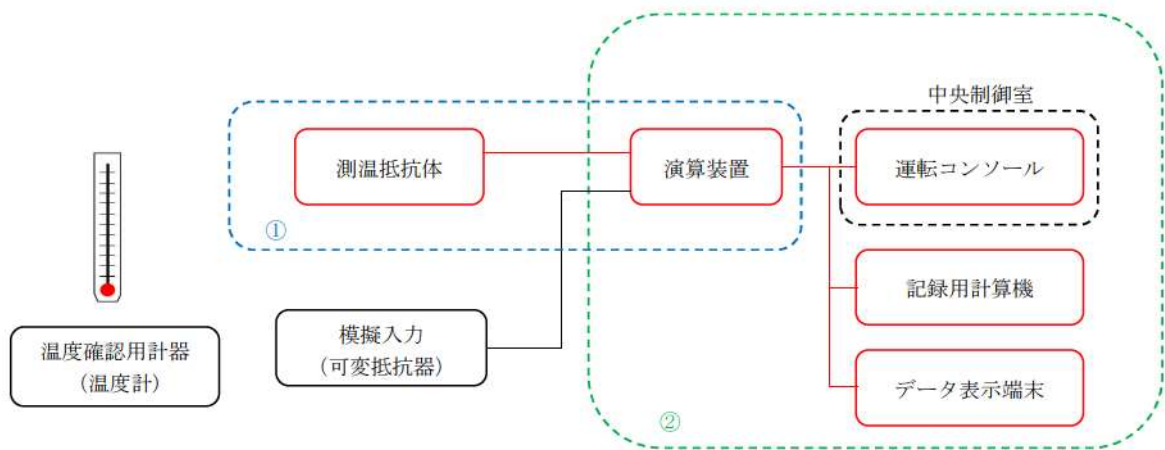 中央制御室
測温抵抗体
演算装置
運転コンソール
①
記録用計算機
模擬入力
（可変抵抗器）
温度確認用計器
（温度計）
データ表示端末
②